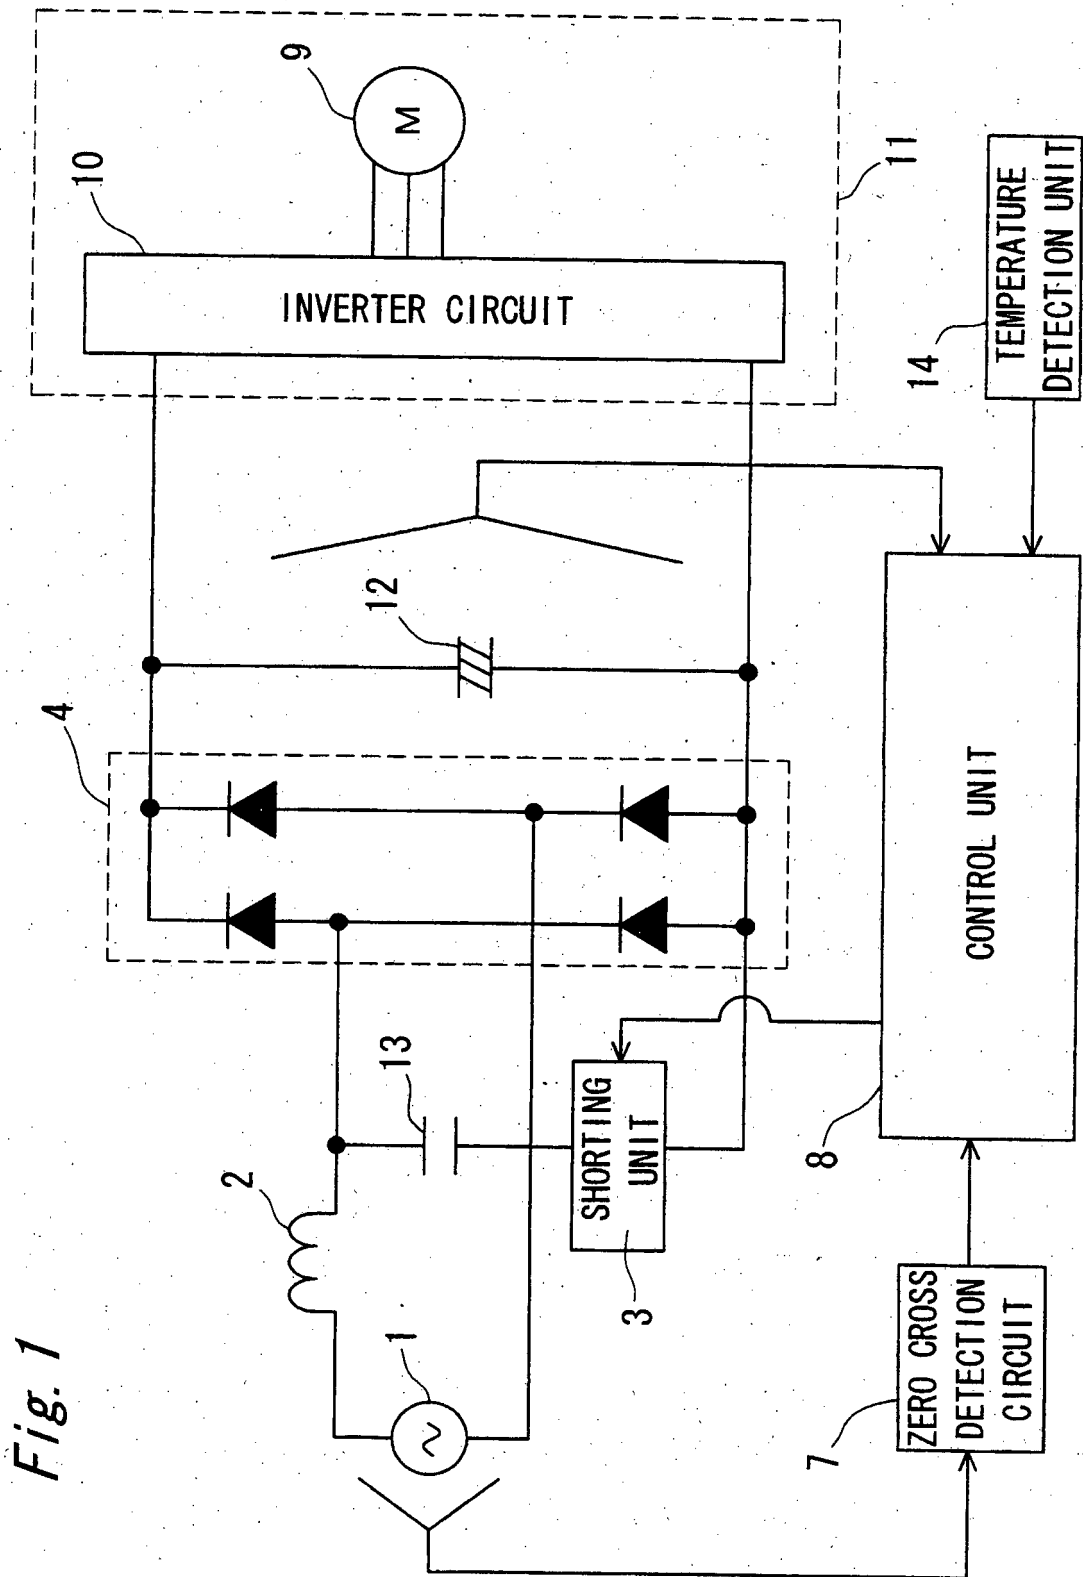 Fig. 1
1
2
3
SHORTING
UNIT
13
4
12
10
INVERTER CIRCUIT
9
M
11
7
ZERO CROSS
DETECTION
CIRCUIT
8
CONTROL UNIT
14
TEMPERATURE
DETECTION UNIT